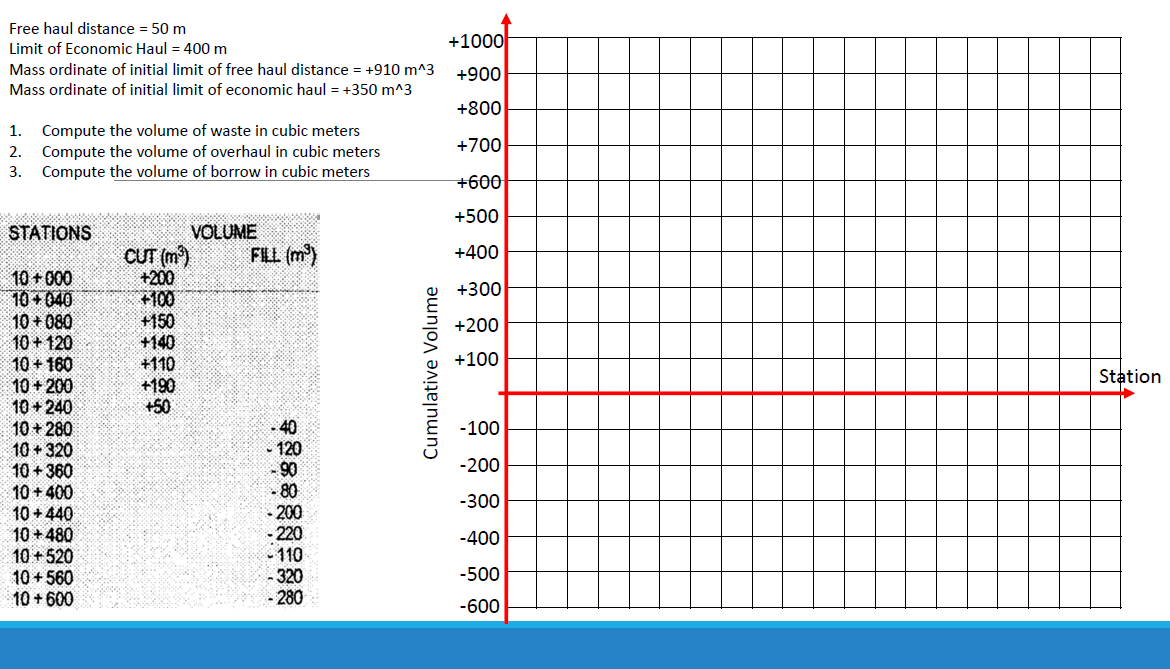 Free haul distance = 50 m
Limit of Economic Haul = 400 m
Mass ordinate of initial limit of free haul distance = +910 m^3
Mass ordinate of initial limit of economic haul = +350 m^3
1. Compute the volume of waste in cubic meters
2. Compute the volume of overhaul in cubic meters
3. Compute the volume of borrow in cubic meters
STATIONS VOLUME
CUT (m³) FILL (m³)
10 + 000 +200
10 + 040 +100
10 + 080 +150
10 + 120 +140
10 + 160 +110
10 + 200 +190
10 + 240 +50
10 + 280 - 40
10 + 320 - 120
10 + 360 - 90
10 + 400 - 80
10 + 440 - 200
10 + 480 - 220
10 + 520 - 110
10 + 560 - 320
10 + 600 - 280
Cumulative Volume
+1000
+900
+800
+700
+600
+500
+400
+300
+200
+100
Station
-100
-200
-300
-400
-500
-600